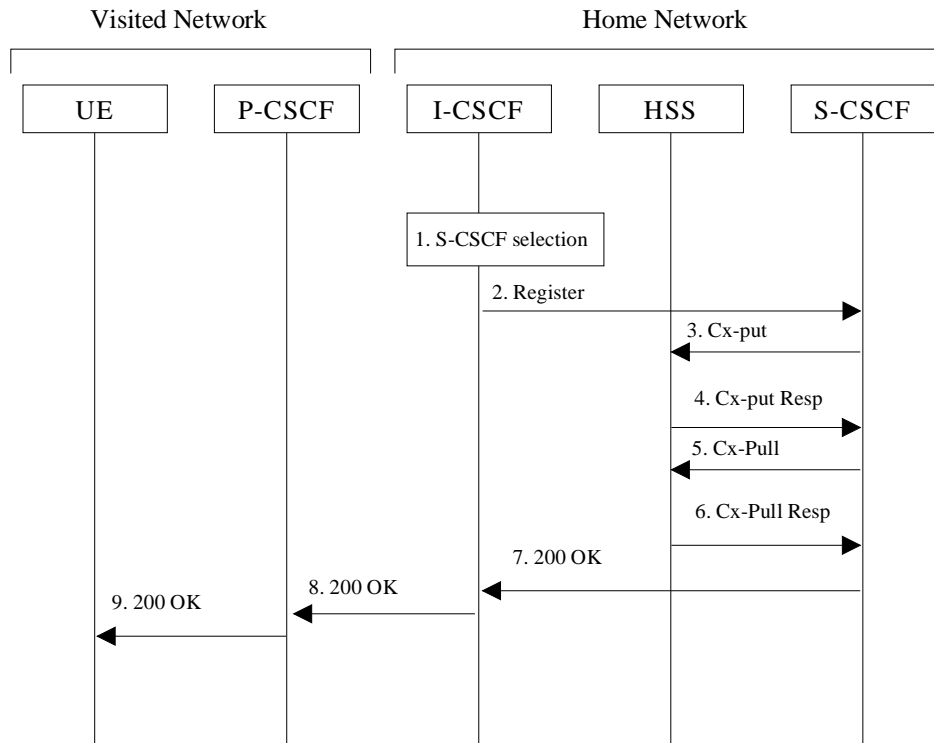 Visited Network
Home Network
UE
P-CSCF
I-CSCF
HSS
S-CSCF
1. S-CSCF selection
2. Register
3. Cx-put
4. Cx-put Resp
5. Cx-Pull
6. Cx-Pull Resp
7. 200 OK
8. 200 OK
9. 200 OK